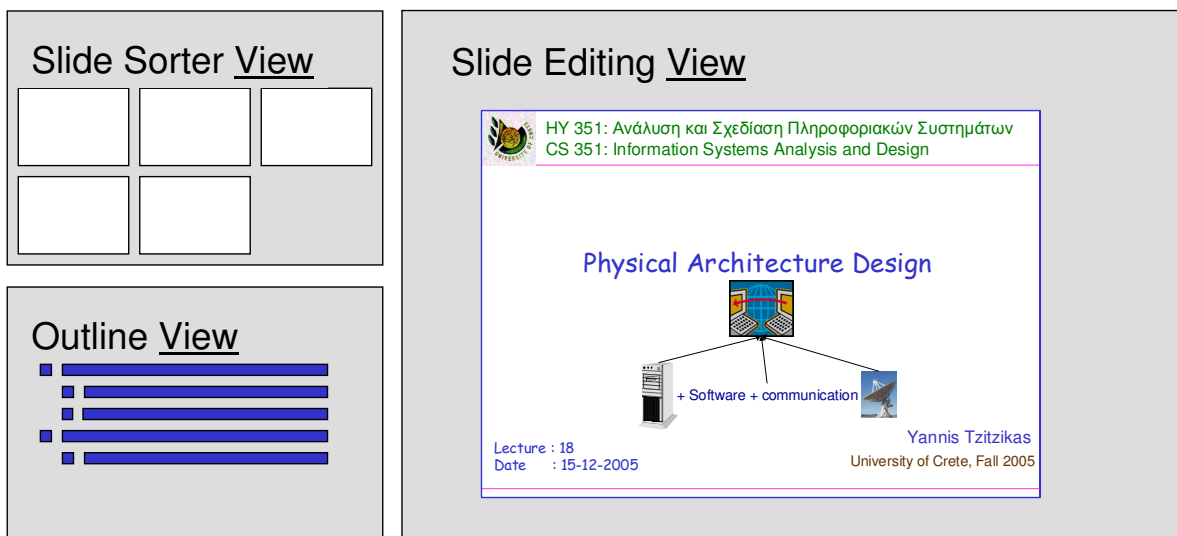 Slide Sorter View
Outline View
Slide Editing View
HY 351: Ανάλυση και Σχεδίαση Πληροφοριακών Συστημάτων
CS 351: Information Systems Analysis and Design
Physical Architecture Design
+ Software + communication
Lecture : 18
Date : 15-12-2005
Yannis Tzitzikas
University of Crete, Fall 2005